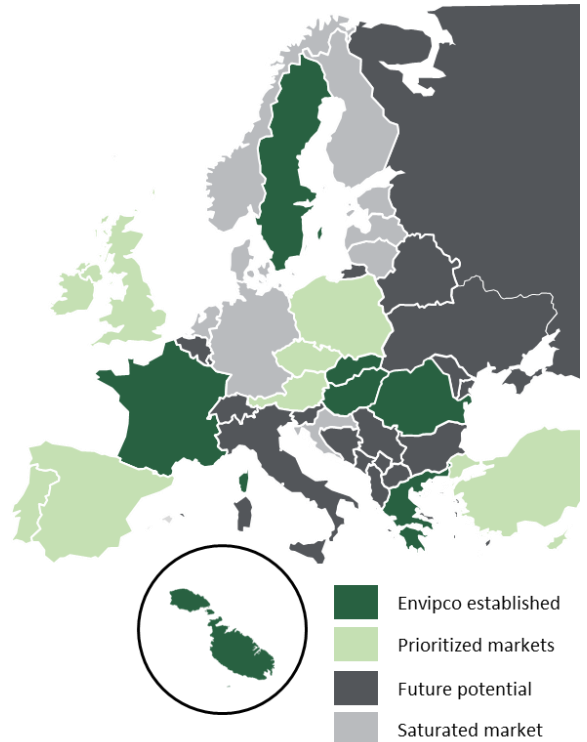 Envipco established
Prioritized markets
Future potential
Saturated market